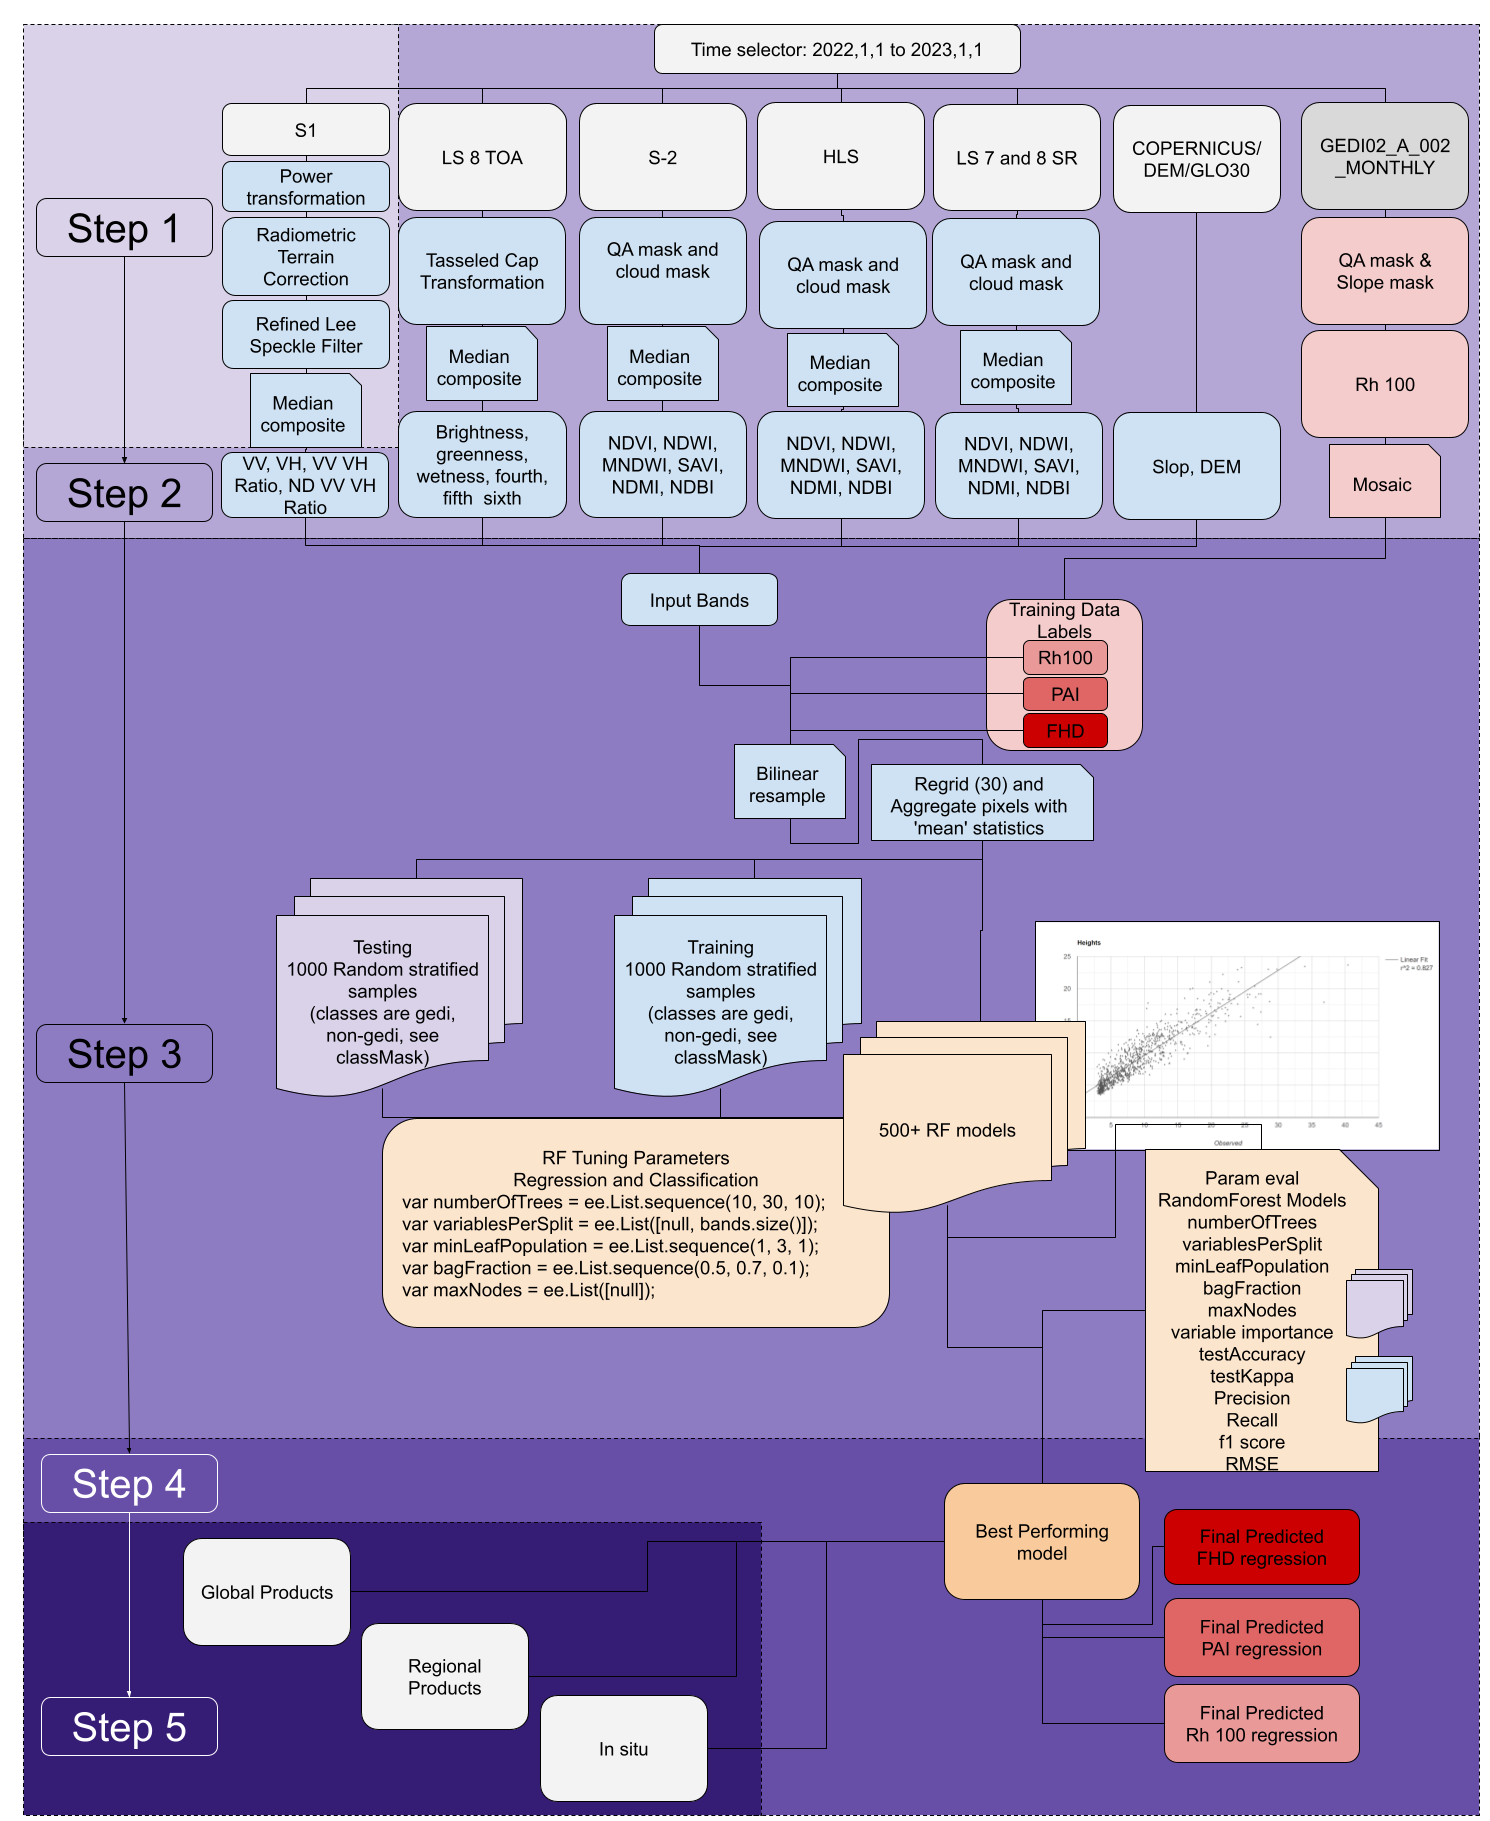 Time selector: 2022,1,1 to 2023,1,1
S1
LS 8 TOA
S-2
HLS
LS 7 and 8 SR
COPERNICUS/
DEM/GLO30
GEDI02_A_002
_MONTHLY
Step 1
Power
transformation
Radiometric
Terrain
Correction
Refined Lee
Speckle Filter
Median
composite
Tasseled Cap
Transformation
Median
composite
QA mask and
cloud mask
Median
composite
QA mask and
cloud mask
Median
composite
QA mask and
cloud mask
Median
composite
QA mask &
Slope mask
Rh 100
Step 2
VV, VH, VV VH
Ratio, ND VV VH
Ratio
Brightness,
greenness,
wetness, fourth,
fifth sixth
NDVI, NDWI,
MNDWI, SAVI,
NDMI, NDBI
NDVI, NDWI,
MNDWI, SAVI,
NDMI, NDBI
NDVI, NDWI,
MNDWI, SAVI,
NDMI, NDBI
Slop, DEM
Mosaic
Input Bands
Training Data
Labels
Rh100
PAI
FHD
Bilinear
resample
Regrid (30) and
Aggregate pixels with
'mean' statistics
Step 3
Testing
1000 Random stratified
samples
(classes are gedi,
non-gedi, see
classMask)
Training
1000 Random stratified
samples
(classes are gedi,
non-gedi, see
classMask)
500+ RF models
Heights
Linear Fit
r^2 = 0.827
25
20
15
5
10
15
20
25
30
35
40
45
Observed
RF Tuning Parameters
Regression and Classification
var numberOfTrees = ee.List.sequence(10, 30, 10);
var variablesPerSplit = ee.List([null, bands.size()]);
var minLeafPopulation = ee.List.sequence(1, 3, 1);
var bagFraction = ee.List.sequence(0.5, 0.7, 0.1);
var maxNodes = ee.List([null]);
Param eval
RandomForest Models
numberOfTrees
variablesPerSplit
minLeafPopulation
bagFraction
maxNodes
variable importance
testAccuracy
testKappa
Precision
Recall
f1 score
RMSE
Step 4
Best Performing
model
Final Predicted
FHD regression
Final Predicted
PAI regression
Final Predicted
Rh 100 regression
Step 5
Global Products
Regional
Products
In situ